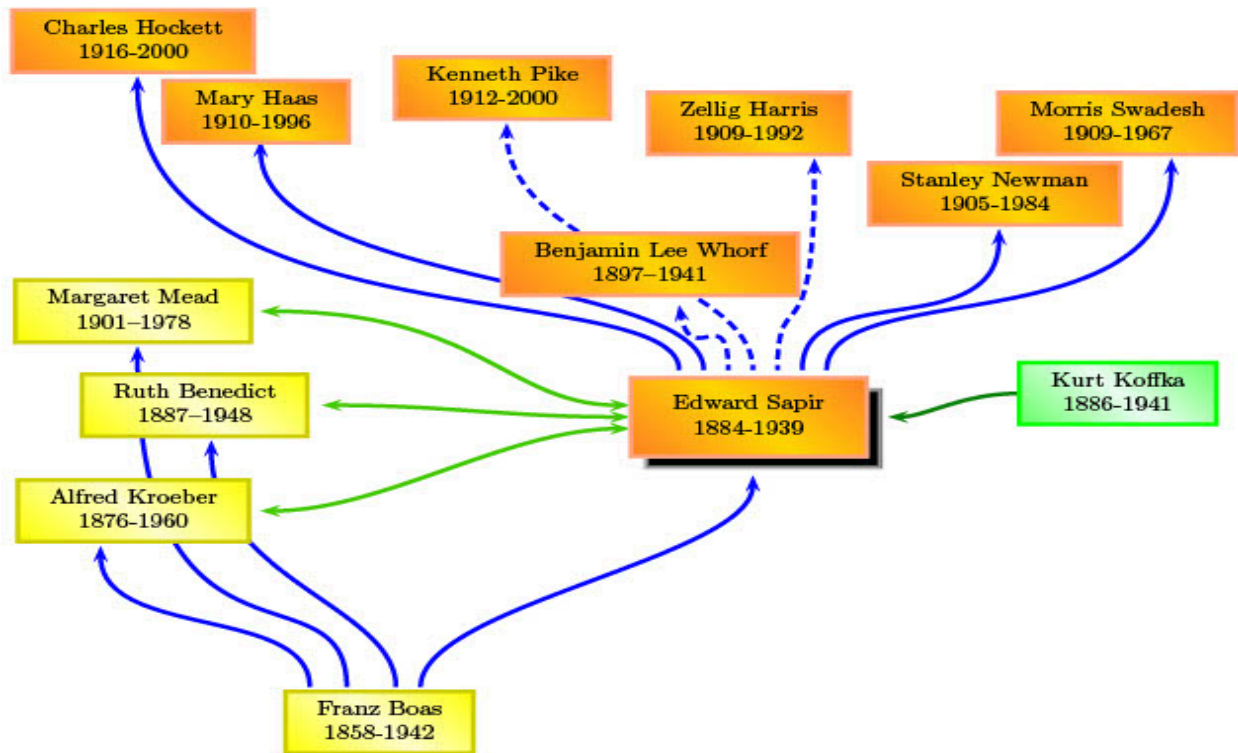 Charles Hockett
1916-2000
Kenneth Pike
1912-2000
Mary Haas
1910-1996
Zellig Harris
1909-1992
Morris Swadesh
1909-1967
Stanley Newman
1905-1984
Benjamin Lee Whorf
1897–1941
Margaret Mead
1901–1978
Ruth Benedict
1887–1948
Edward Sapir
1884-1939
Kurt Koffka
1886-1941
Alfred Kroeber
1876-1960
Franz Boas
1858-1942